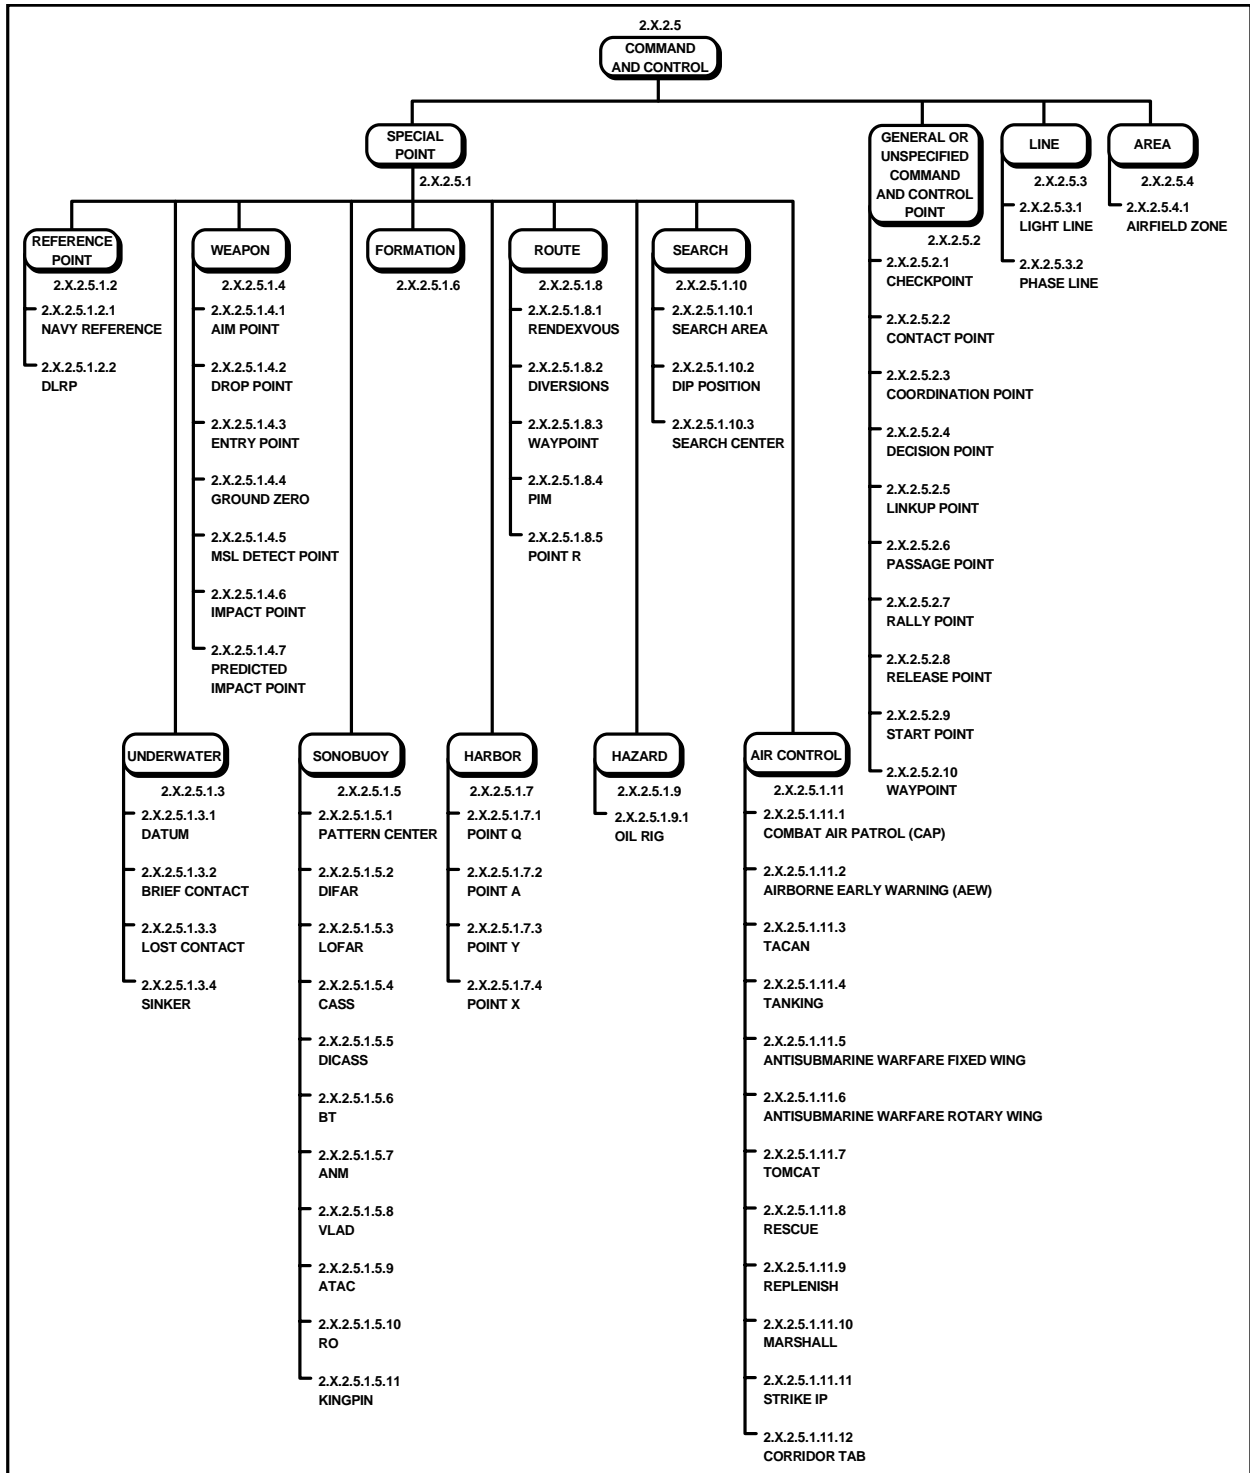 2.X.2.5
COMMAND
AND CONTROL
SPECIAL
POINT
2.X.2.5.1
GENERAL OR
UNSPECIFIED
COMMAND
AND CONTROL
POINT
2.X.2.5.2
LINE
2.X.2.5.3
AREA
2.X.2.5.4
2.X.2.5.3.1
LIGHT LINE
2.X.2.5.3.2
PHASE LINE
2.X.2.5.4.1
AIRFIELD ZONE
REFERENCE
POINT
2.X.2.5.1.2
2.X.2.5.1.2.1
NAVY REFERENCE
2.X.2.5.1.2.2
DLRP
WEAPON
2.X.2.5.1.4
2.X.2.5.1.4.1
AIM POINT
2.X.2.5.1.4.2
DROP POINT
2.X.2.5.1.4.3
ENTRY POINT
2.X.2.5.1.4.4
GROUND ZERO
2.X.2.5.1.4.5
MSL DETECT POINT
2.X.2.5.1.4.6
IMPACT POINT
2.X.2.5.1.4.7
PREDICTED
IMPACT POINT
FORMATION
2.X.2.5.1.6
ROUTE
2.X.2.5.1.8
2.X.2.5.1.8.1
RENDEXVOUS
2.X.2.5.1.8.2
DIVERSIONS
2.X.2.5.1.8.3
WAYPOINT
2.X.2.5.1.8.4
PIM
2.X.2.5.1.8.5
POINT R
SEARCH
2.X.2.5.1.10
2.X.2.5.1.10.1
SEARCH AREA
2.X.2.5.1.10.2
DIP POSITION
2.X.2.5.1.10.3
SEARCH CENTER
2.X.2.5.2.1
CHECKPOINT
2.X.2.5.2.2
CONTACT POINT
2.X.2.5.2.3
COORDINATION POINT
2.X.2.5.2.4
DECISION POINT
2.X.2.5.2.5
LINKUP POINT
2.X.2.5.2.6
PASSAGE POINT
2.X.2.5.2.7
RALLY POINT
2.X.2.5.2.8
RELEASE POINT
2.X.2.5.2.9
START POINT
2.X.2.5.2.10
WAYPOINT
UNDERWATER
2.X.2.5.1.3
2.X.2.5.1.3.1
DATUM
2.X.2.5.1.3.2
BRIEF CONTACT
2.X.2.5.1.3.3
LOST CONTACT
2.X.2.5.1.3.4
SINKER
SONOBUOY
2.X.2.5.1.5
2.X.2.5.1.5.1
PATTERN CENTER
2.X.2.5.1.5.2
DIFAR
2.X.2.5.1.5.3
LOFAR
2.X.2.5.1.5.4
CASS
2.X.2.5.1.5.5
DICASS
2.X.2.5.1.5.6
BT
2.X.2.5.1.5.7
ANM
2.X.2.5.1.5.8
VLAD
2.X.2.5.1.5.9
ATAC
2.X.2.5.1.5.10
RO
2.X.2.5.1.5.11
KINGPIN
HARBOR
2.X.2.5.1.7
2.X.2.5.1.7.1
POINT Q
2.X.2.5.1.7.2
POINT A
2.X.2.5.1.7.3
POINT Y
2.X.2.5.1.7.4
POINT X
HAZARD
2.X.2.5.1.9
2.X.2.5.1.9.1
OIL RIG
AIR CONTROL
2.X.2.5.1.11
2.X.2.5.1.11.1
COMBAT AIR PATROL (CAP)
2.X.2.5.1.11.2
AIRBORNE EARLY WARNING (AEW)
2.X.2.5.1.11.3
TACAN
2.X.2.5.1.11.4
TANKING
2.X.2.5.1.11.5
ANTISUBMARINE WARFARE FIXED WING
2.X.2.5.1.11.6
ANTISUBMARINE WARFARE ROTARY WING
2.X.2.5.1.11.7
TOMCAT
2.X.2.5.1.11.8
RESCUE
2.X.2.5.1.11.9
REPLENISH
2.X.2.5.1.11.10
MARSHALL
2.X.2.5.1.11.11
STRIKE IP
2.X.2.5.1.11.12
CORRIDOR TAB